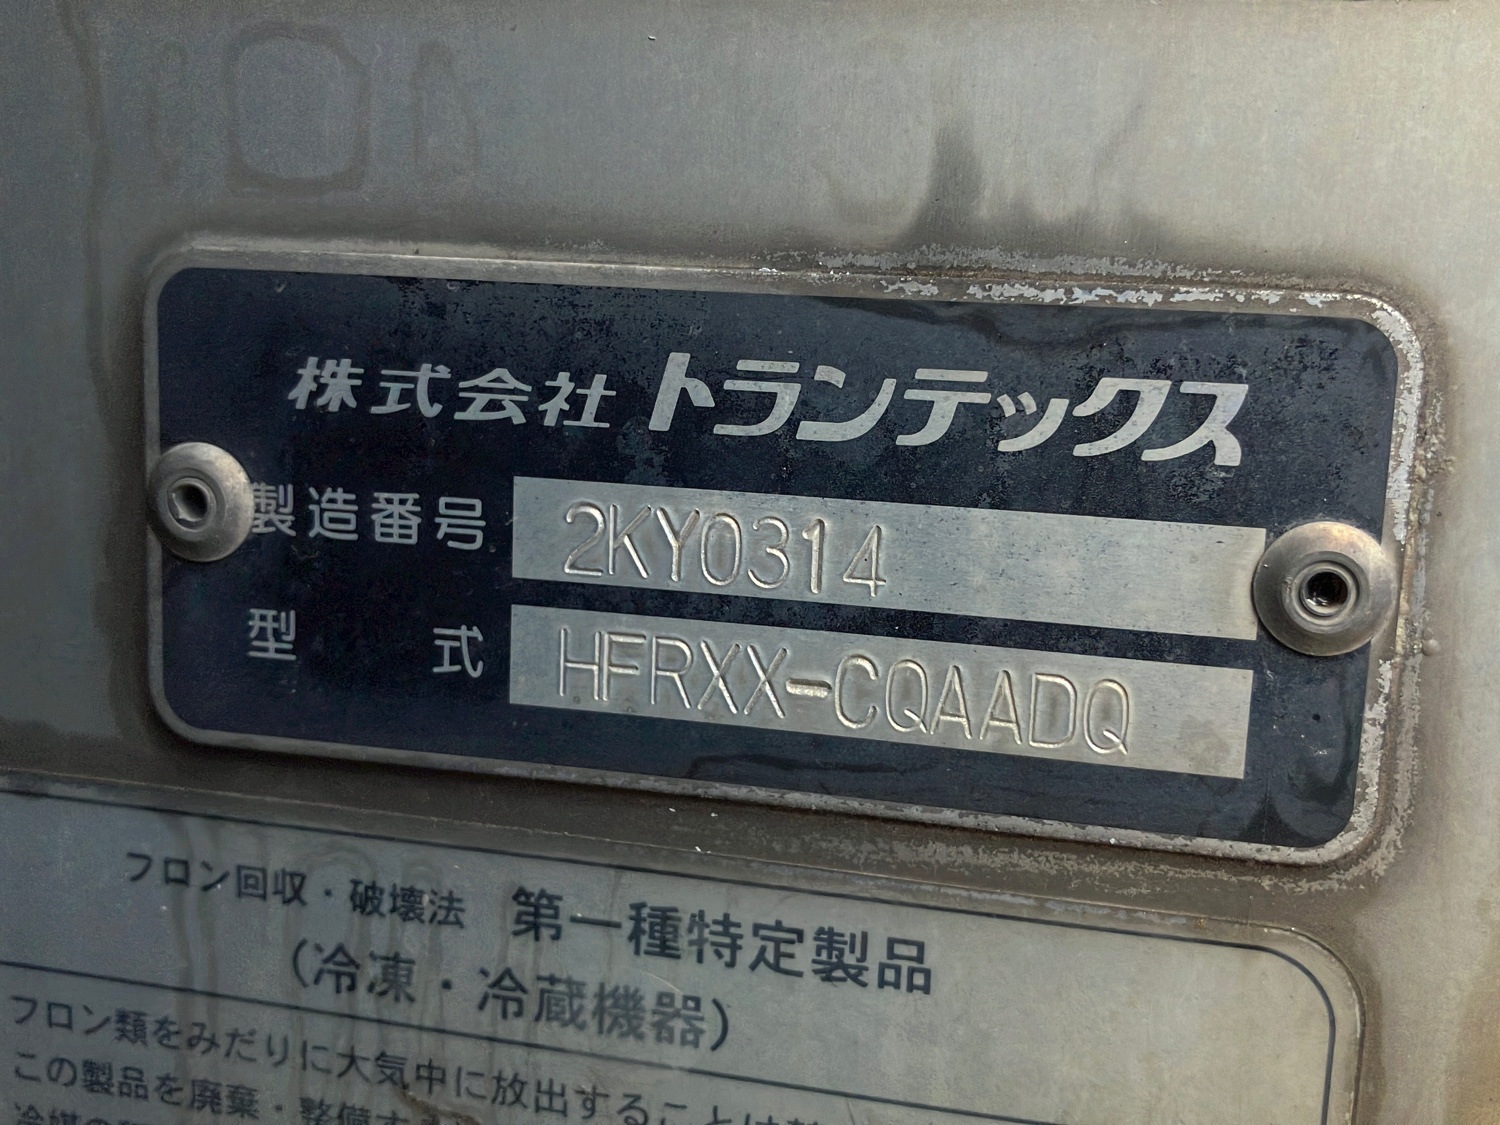 株式会社 トランテックス
製造番号 2KY0314
型式 HFRXX-CQAADQ
フロン回収・破壊法 第一種特定製品
(冷凍・冷蔵機器)
フロン類をみだりに大気中に放出することは
この製品を廃棄・整備す
冷媒の